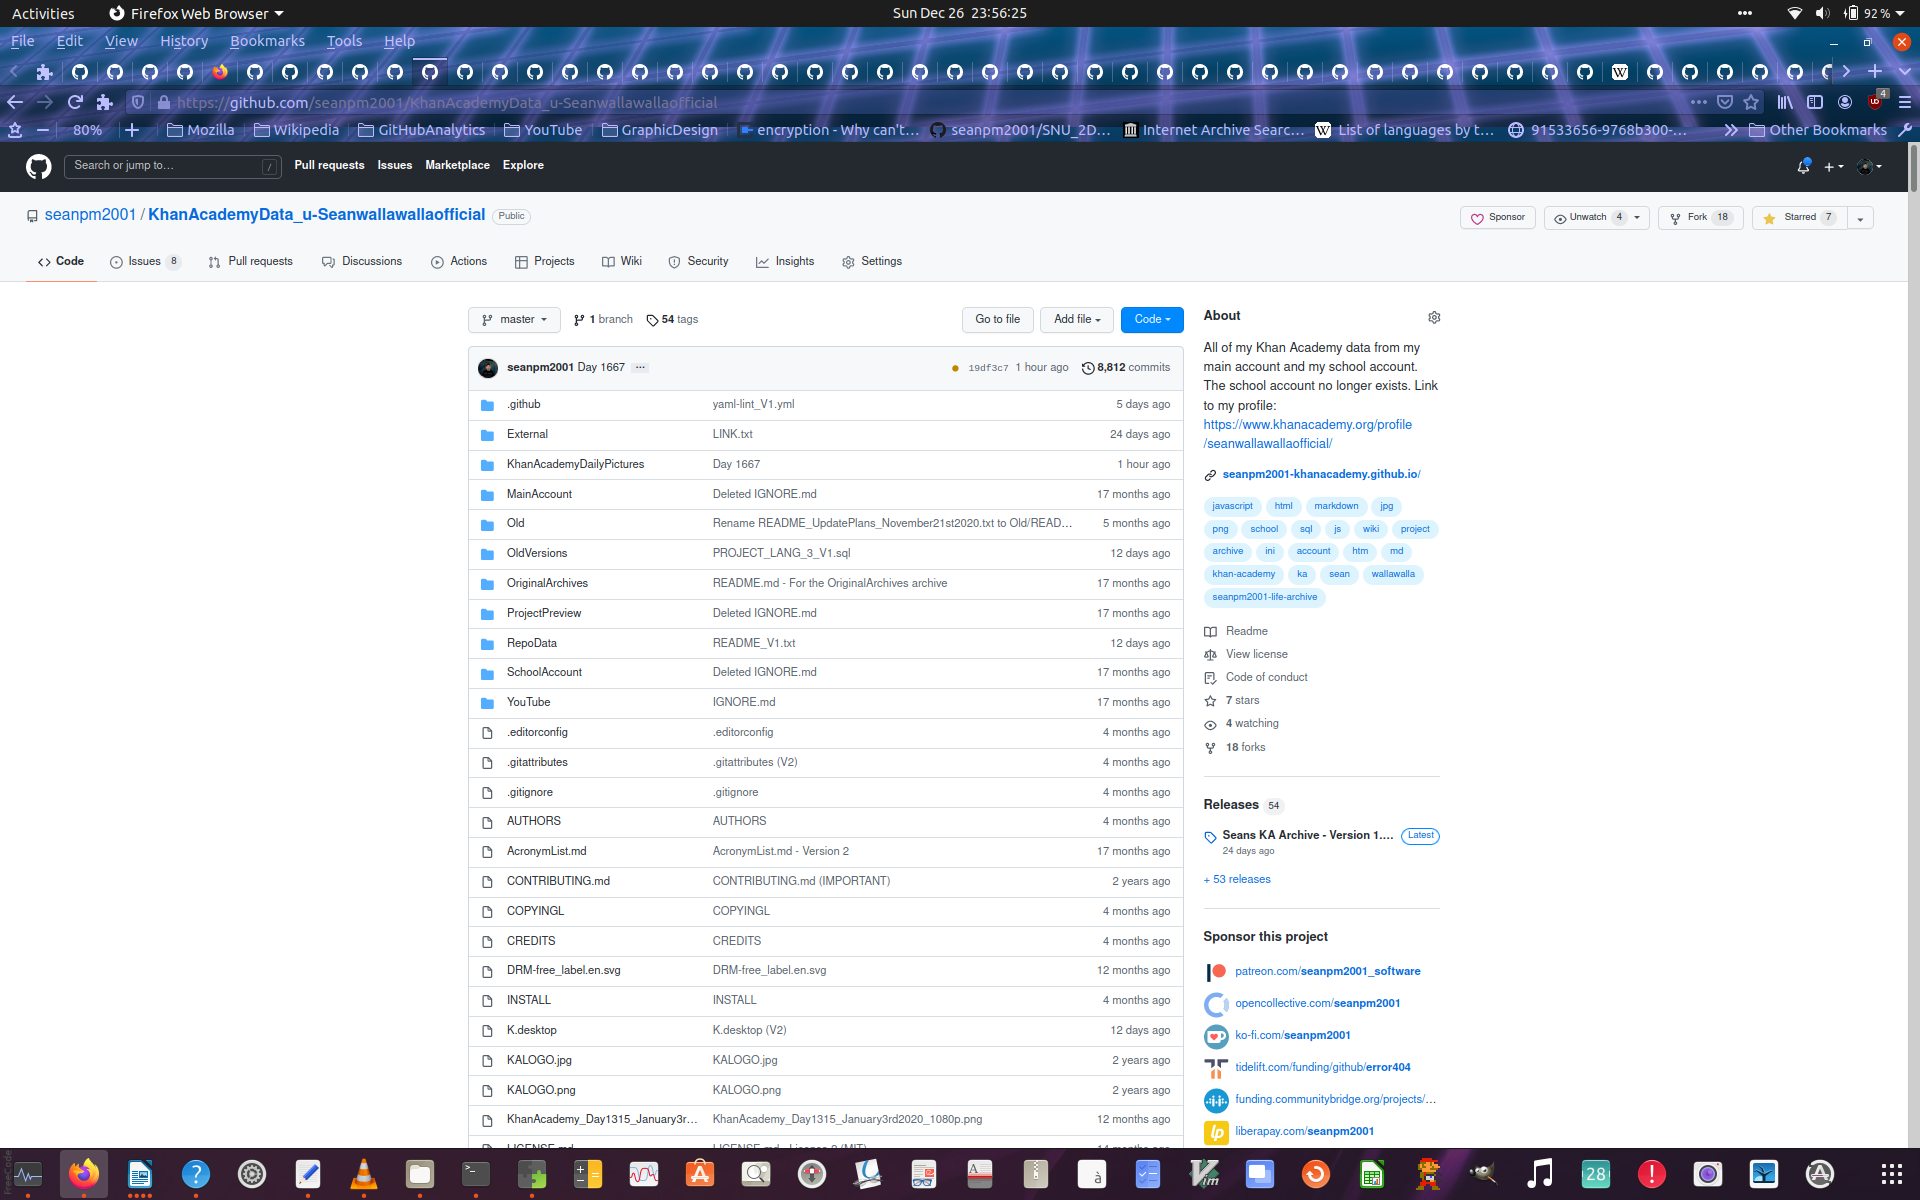 Activities Firefox Web Browser Sun Dec 26 23:56:25 92 %
File Edit View History Bookmarks Tools Help
https://github.com/seanpm2001/KhanAcademyData_u-Seanwallawallaofficial 4
80% Mozilla Wikipedia GitHubAnalytics YouTube GraphicDesign encryption - Why can't… seanpm2001/SNU_2D… Internet Archive Searc… List of languages by t… 91533656-9768b300-… Other Bookmarks
Search or jump to… / Pull requests Issues Marketplace Explore
seanpm2001 / KhanAcademyData_u-Seanwallawallaofficial Public Sponsor Unwatch 4 Fork 18 Starred 7
Code Issues 8 Pull requests Discussions Actions Projects Wiki Security Insights Settings
master 1 branch 54 tags Go to file Add file Code
seanpm2001 Day 1667 … 19df3c7 1 hour ago 8,812 commits
.github yaml-lint_V1.yml 5 days ago
External LINK.txt 24 days ago
KhanAcademyDailyPictures Day 1667 1 hour ago
MainAccount Deleted IGNORE.md 17 months ago
Old Rename README_UpdatePlans_November21st2020.txt to Old/READ… 5 months ago
OldVersions PROJECT_LANG_3_V1.sql 12 days ago
OriginalArchives README.md - For the OriginalArchives archive 17 months ago
ProjectPreview Deleted IGNORE.md 17 months ago
RepoData README_V1.txt 12 days ago
SchoolAccount Deleted IGNORE.md 17 months ago
YouTube IGNORE.md 17 months ago
.editorconfig .editorconfig 4 months ago
.gitattributes .gitattributes (V2) 4 months ago
.gitignore .gitignore 4 months ago
AUTHORS AUTHORS 4 months ago
AcronymList.md AcronymList.md - Version 2 17 months ago
CONTRIBUTING.md CONTRIBUTING.md (IMPORTANT) 2 years ago
COPYINGL COPYINGL 4 months ago
CREDITS CREDITS 4 months ago
DRM-free_label.en.svg DRM-free_label.en.svg 12 months ago
INSTALL INSTALL 4 months ago
K.desktop K.desktop (V2) 12 days ago
KALOGO.jpg KALOGO.jpg 2 years ago
KALOGO.png KALOGO.png 2 years ago
KhanAcademy_Day1315_January3r… KhanAcademy_Day1315_January3rd2020_1080p.png 12 months ago
About
All of my Khan Academy data from my
main account and my school account.
The school account no longer exists. Link
to my profile:
https://www.khanacademy.org/profile
/seanwallawallaofficial/
seanpm2001-khanacademy.github.io/
javascript html markdown jpg
png school sql js wiki project
archive ini account htm md
khan-academy ka sean wallawalla
seanpm2001-life-archive
Readme
View license
Code of conduct
7 stars
4 watching
18 forks
Releases 54
Seans KA Archive - Version 1.… Latest
24 days ago
+ 53 releases
Sponsor this project
patreon.com/seanpm2001_software
opencollective.com/seanpm2001
ko-fi.com/seanpm2001
tidelift.com/funding/github/error404
funding.communitybridge.org/projects/…
liberapay.com/seanpm2001
28